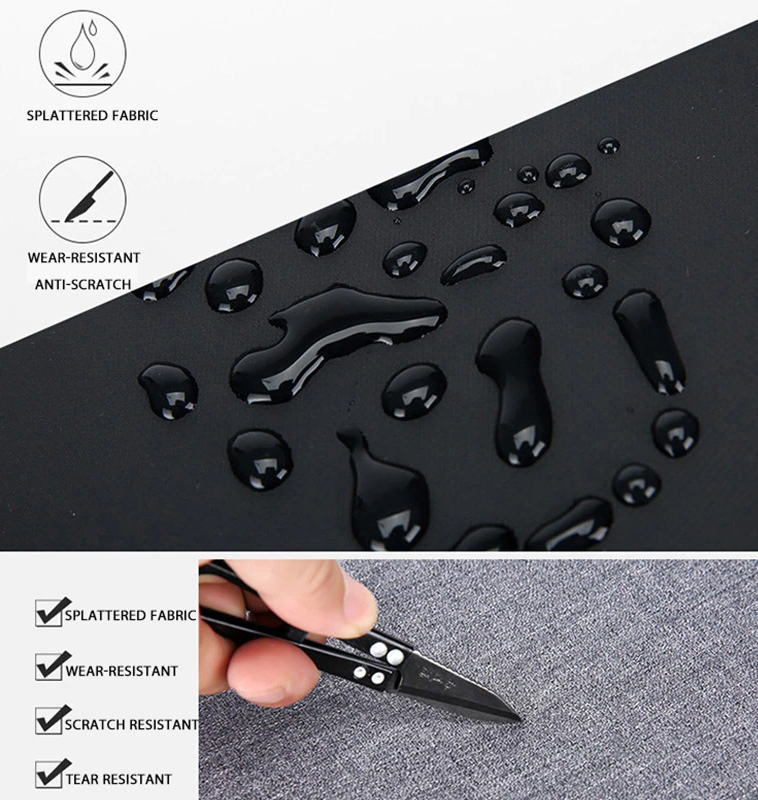 SPLATTERED FABRIC
WEAR-RESISTANT
ANTI-SCRATCH
SPLATTERED FABRIC
WEAR-RESISTANT
SCRATCH RESISTANT
TEAR RESISTANT